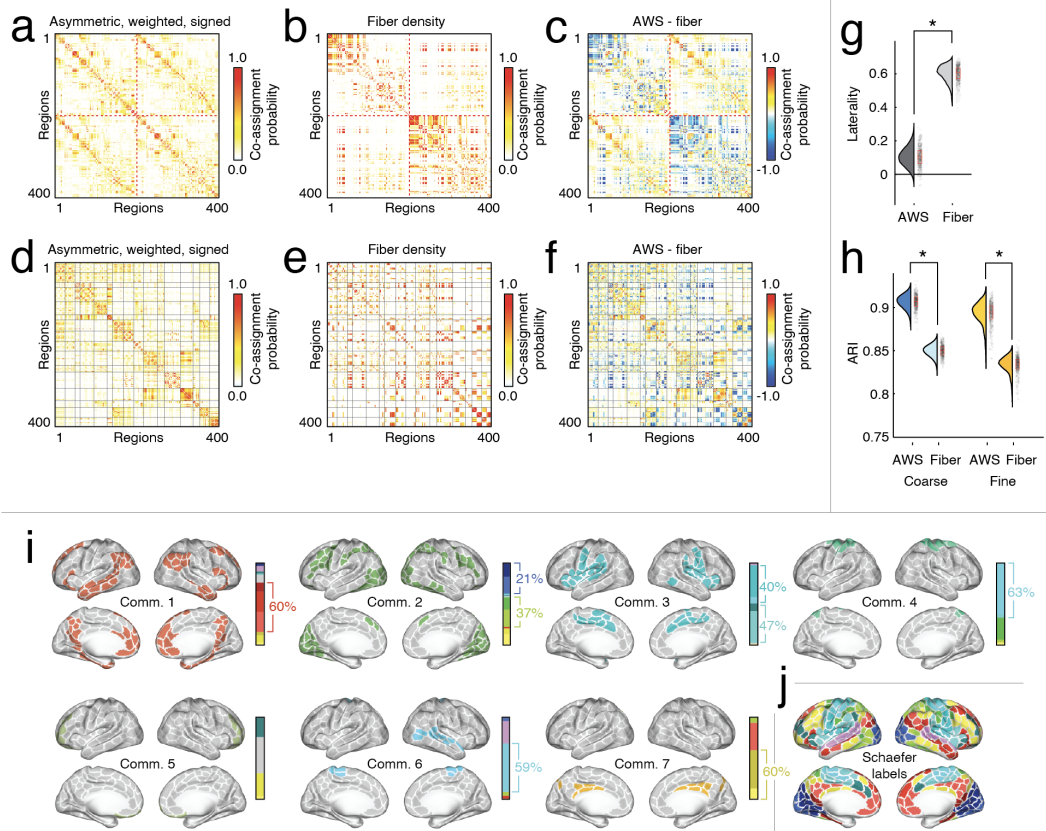 a
Asymmetric, weighted, signed
1
Regions
400
1
Regions
400
1.0
Co-assignment
probability
0.0
b
Fiber density
1
Regions
400
1
Regions
400
1.0
Co-assignment
probability
0.0
c
AWS - fiber
1
Regions
400
1
Regions
400
1.0
Co-assignment
probability
-1.0
g
*
Laterality
0.6
0.4
0.2
0
AWS Fiber
d
Asymmetric, weighted, signed
1
Regions
400
1
Regions
400
1.0
Co-assignment
probability
0.0
e
Fiber density
1
Regions
400
1
Regions
400
1.0
Co-assignment
probability
0.0
f
AWS - fiber
1
Regions
400
1
Regions
400
1.0
Co-assignment
probability
-1.0
h
* *
ARI
0.9
0.85
0.8
0.75
AWS Fiber AWS Fiber
Coarse Fine
i
Comm. 1
60%
Comm. 2
21%
37%
Comm. 3
40%
47%
Comm. 4
63%
Comm. 5
Comm. 6
59%
Comm. 7
60%
j
Schaefer
labels